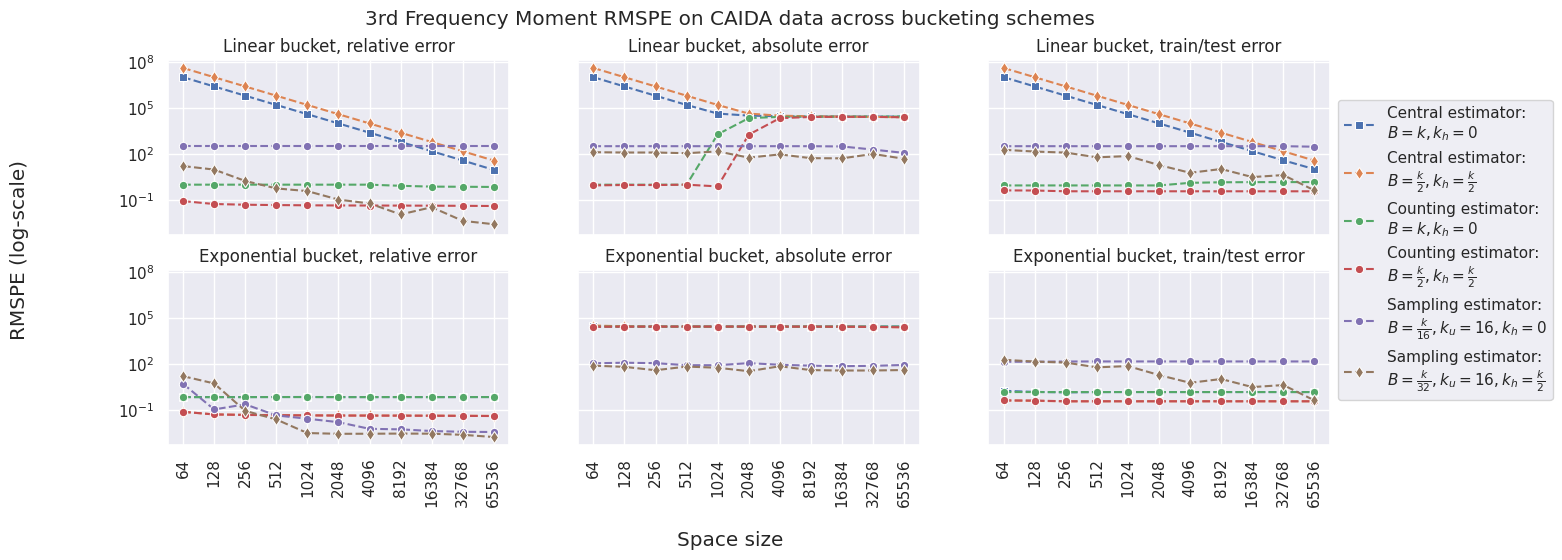 3rd Frequency Moment RMSPE on CAIDA data across bucketing schemes
Linear bucket, relative error
Linear bucket, absolute error
Linear bucket, train/test error
10^8
10^5
10^2
10^−1
Exponential bucket, relative error
Exponential bucket, absolute error
Exponential bucket, train/test error
10^8
10^5
10^2
10^−1
RMSPE (log-scale)
64 128 256 512 1024 2048 4096 8192 16384 32768 65536
64 128 256 512 1024 2048 4096 8192 16384 32768 65536
64 128 256 512 1024 2048 4096 8192 16384 32768 65536
Space size
Central estimator:
B = k, k_h = 0
Central estimator:
B = k/2, k_h = k/2
Counting estimator:
B = k, k_h = 0
Counting estimator:
B = k/2, k_h = k/2
Sampling estimator:
B = k/16, k_u = 16, k_h = 0
Sampling estimator:
B = k/32, k_u = 16, k_h = k/2